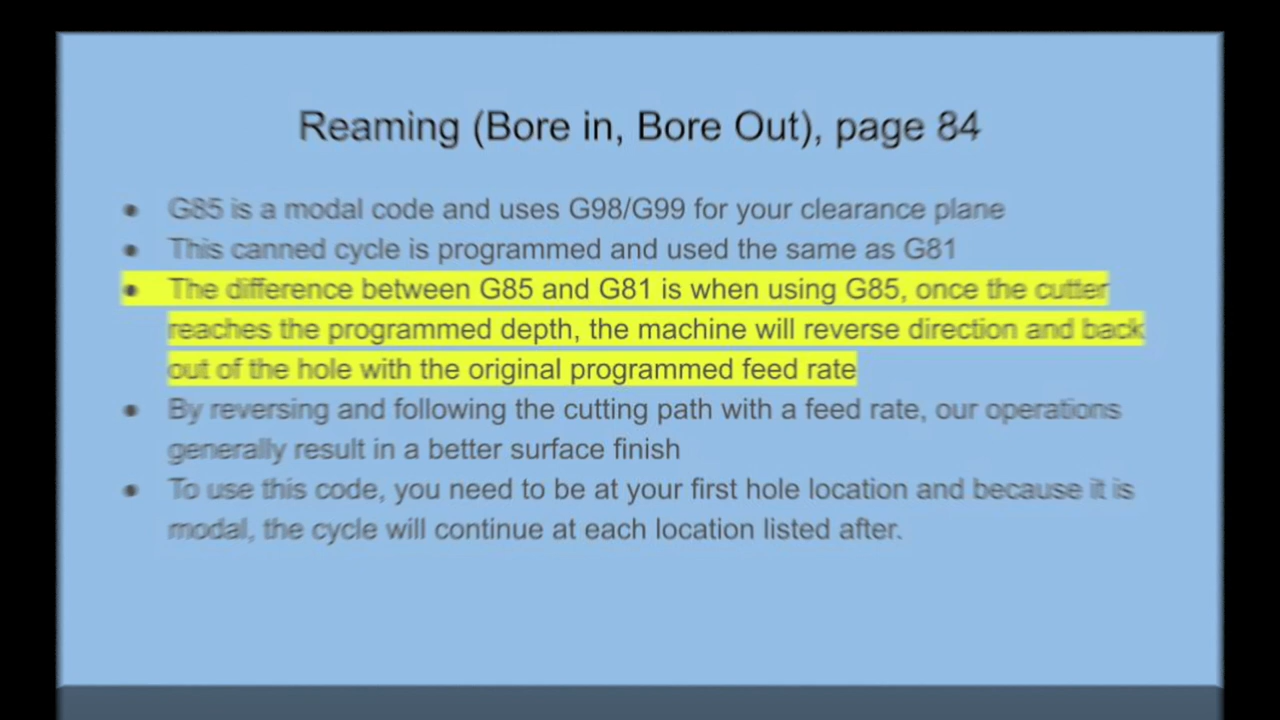 Reaming (Bore in, Bore Out), page 84
● G85 is a modal code and uses G98/G99 for your clearance plane
● This canned cycle is programmed and used the same as G81
● The difference between G85 and G81 is when using G85, once the cutter
reaches the programmed depth, the machine will reverse direction and back
out of the hole with the original programmed feed rate
● By reversing and following the cutting path with a feed rate, our operations
generally result in a better surface finish
● To use this code, you need to be at your first hole location and because it is
modal, the cycle will continue at each location listed after.